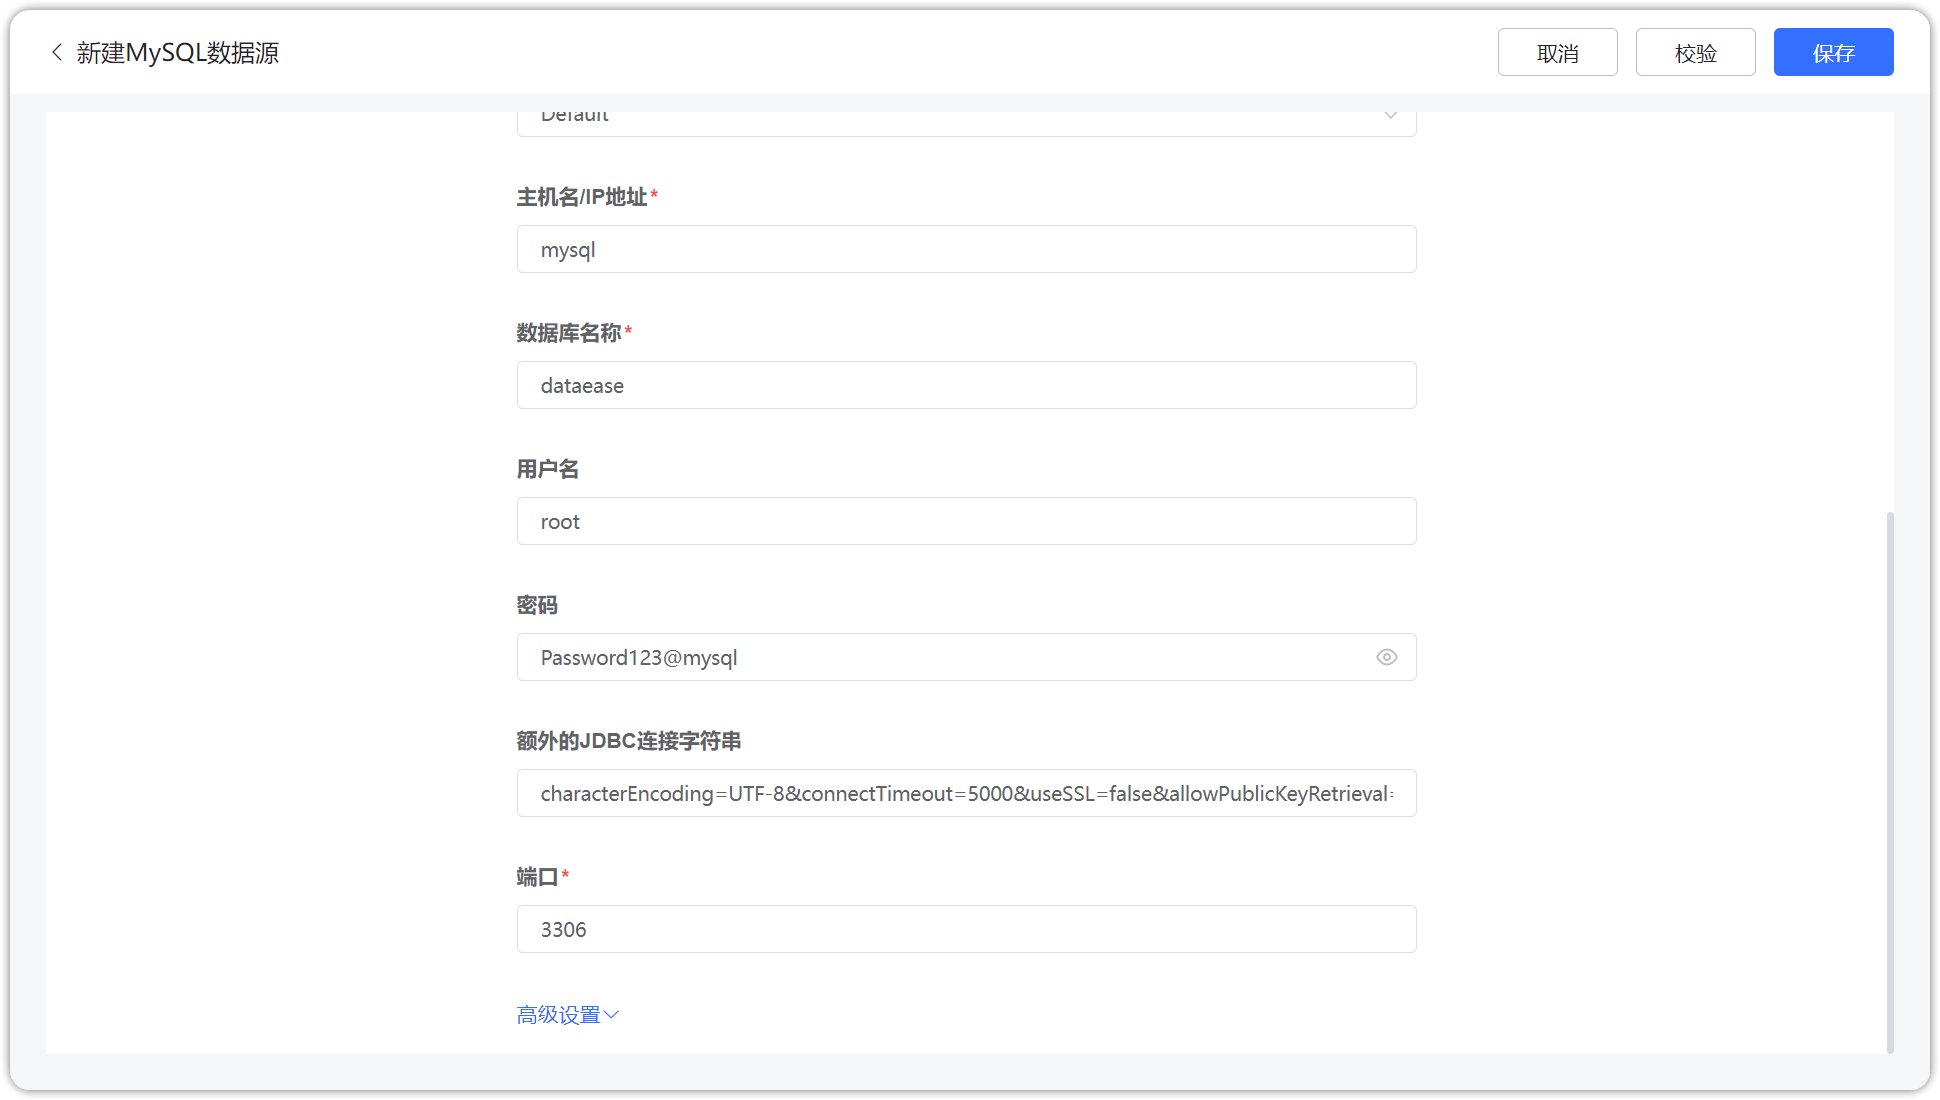 新建MySQL数据源
取消
校验
保存
Default
主机名/IP地址*
mysql
数据库名称*
dataease
用户名
root
密码
Password123@mysql
额外的JDBC连接字符串
characterEncoding=UTF-8&connectTimeout=5000&useSSL=false&allowPublicKeyRetrieval=
端口*
3306
高级设置